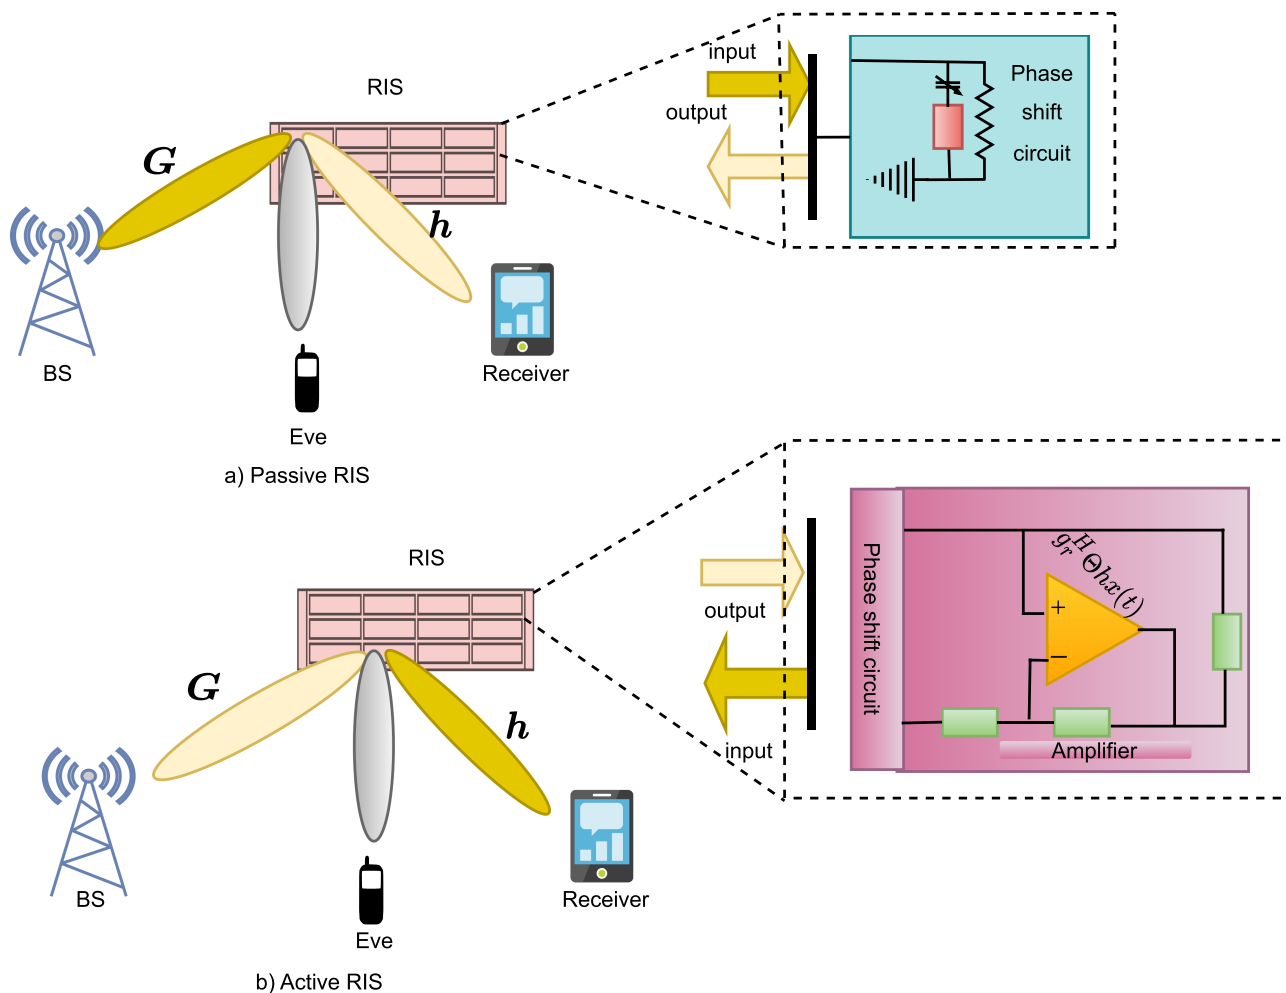 RIS
input
output
Phase
shift
circuit
G
h
BS
Receiver
Eve
a) Passive RIS
RIS
output
input
Phase shift circuit
g_r^H Θhx(t)
+
−
Amplifier
G
h
BS
Receiver
Eve
b) Active RIS